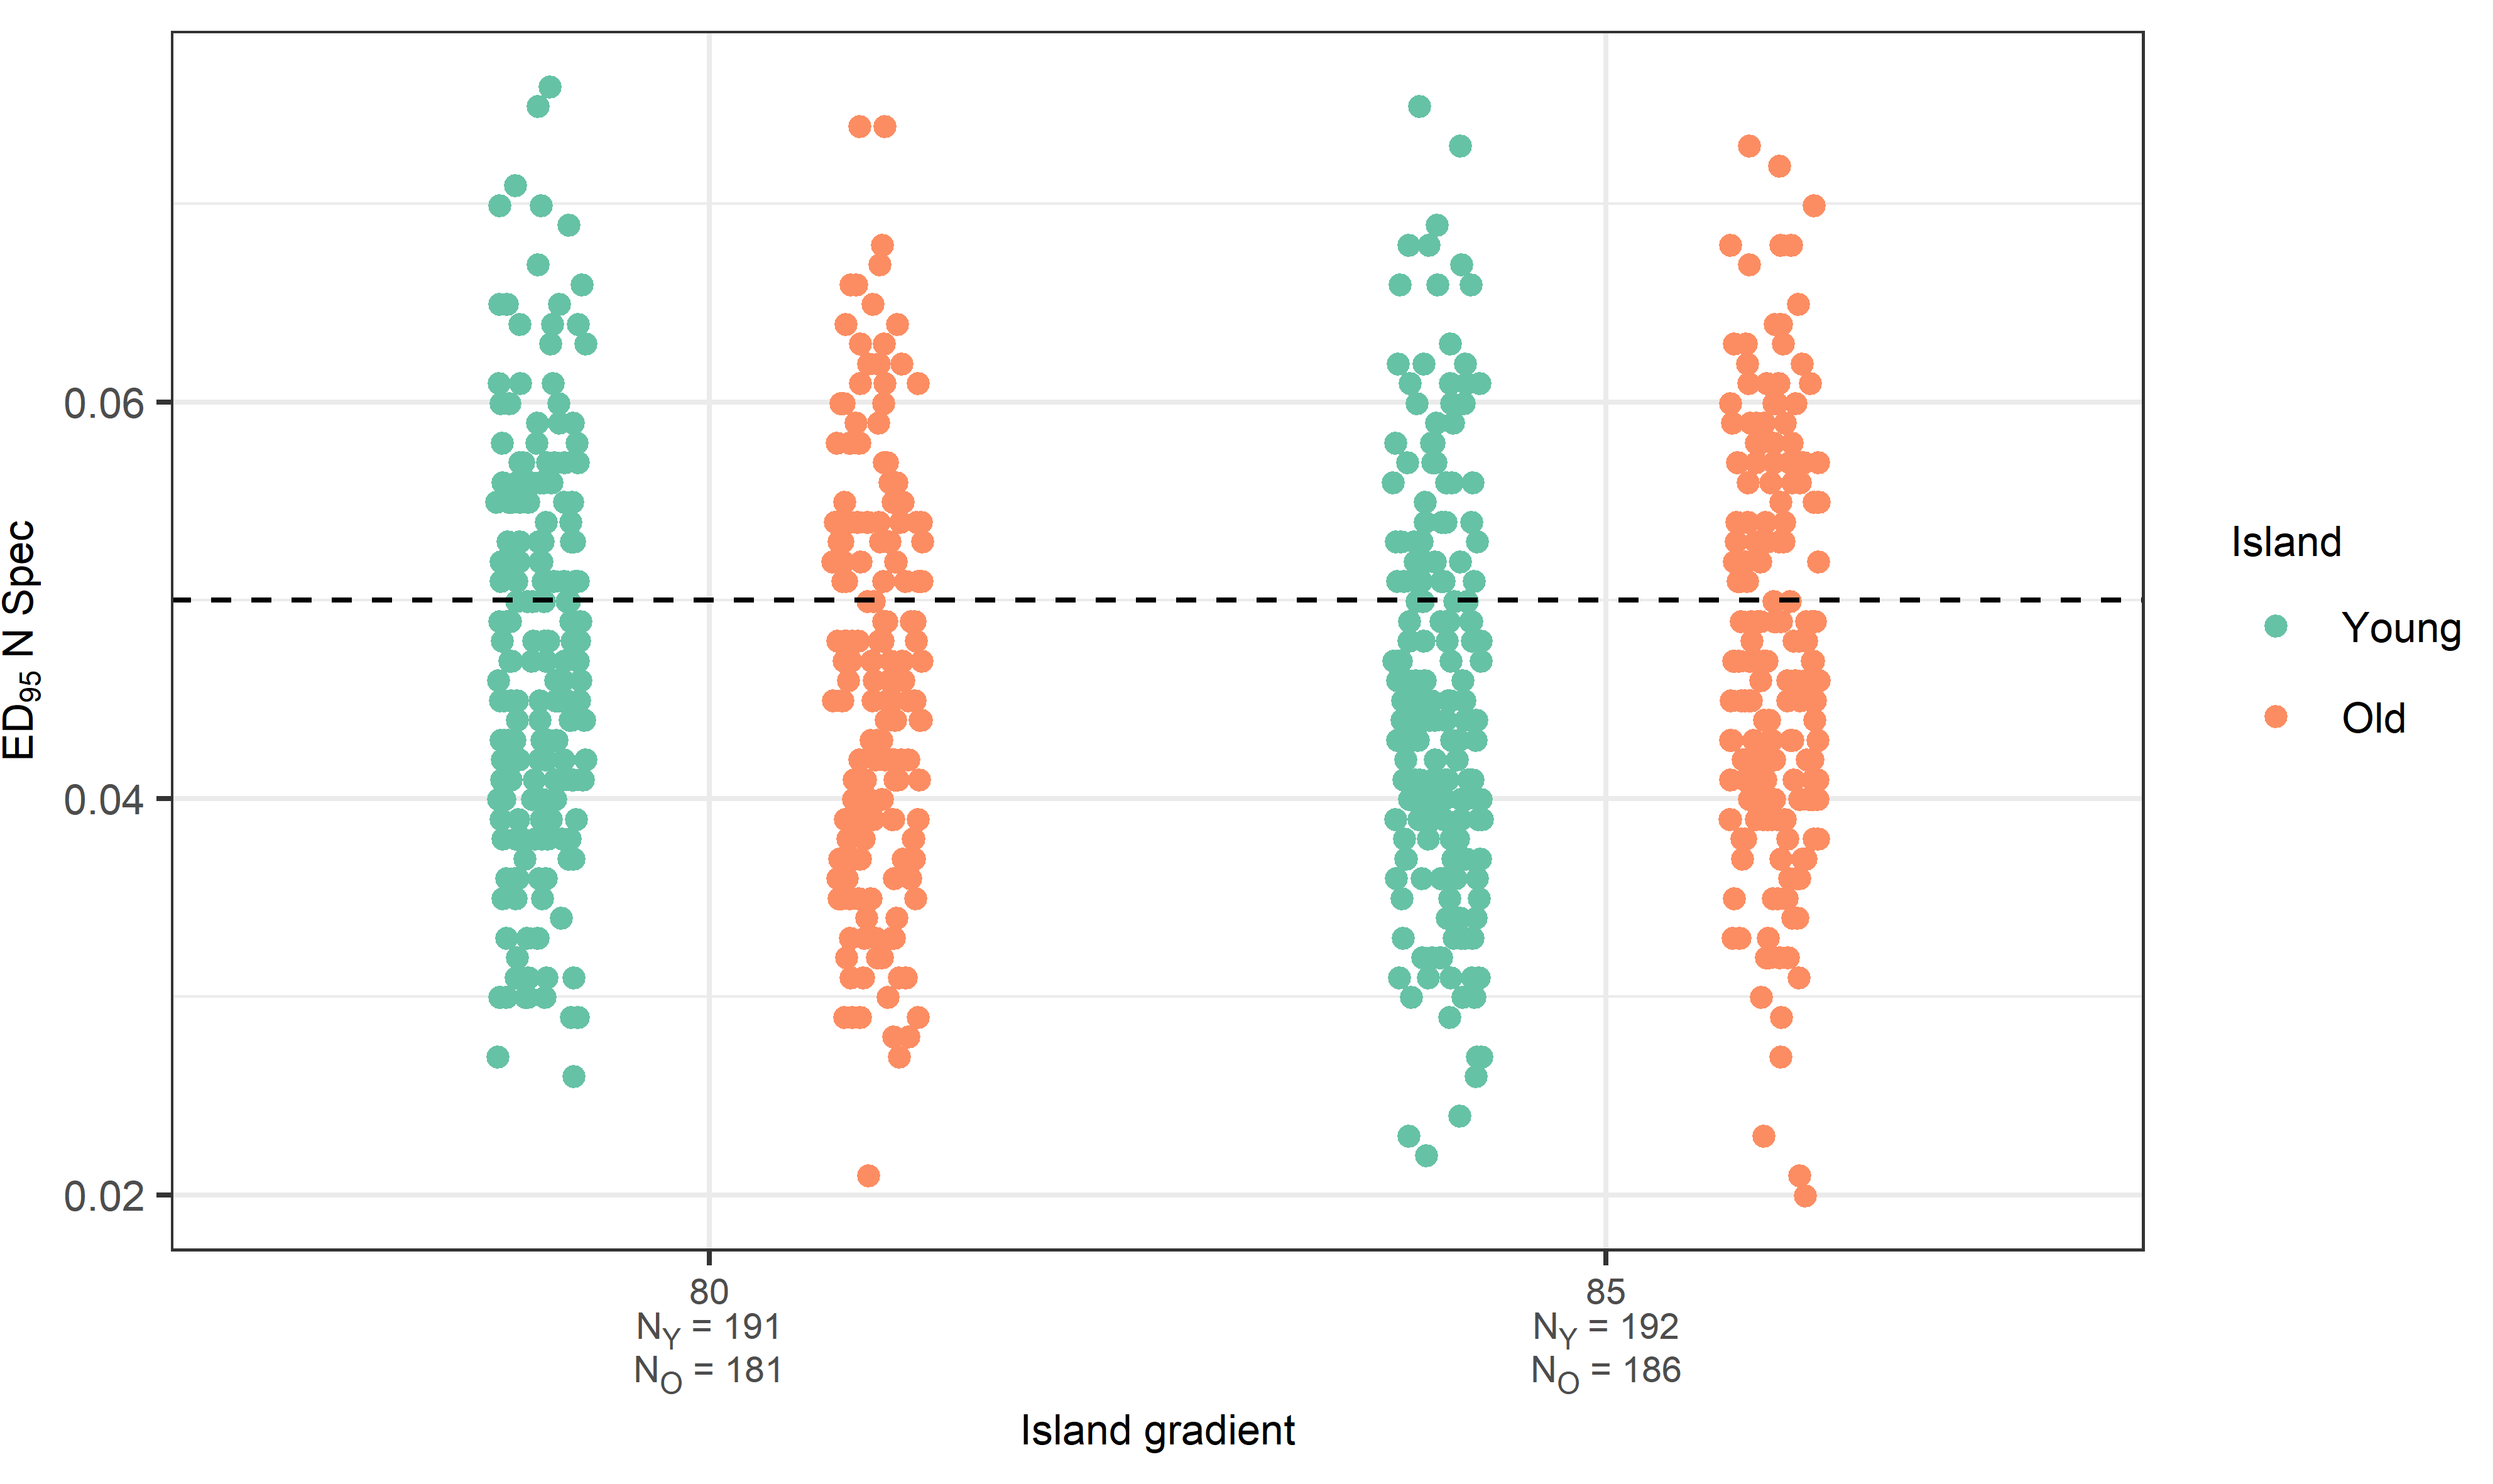 ED95 N Spec
0.06
0.04
0.02
80
NY = 191
NO = 181
85
NY = 192
NO = 186
Island gradient
Island
Young
Old